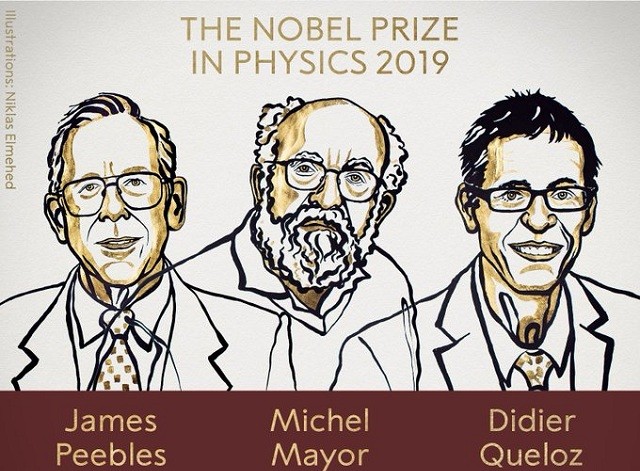 THE NOBEL PRIZE
IN PHYSICS 2019
Illustrations: Niklas Elmehed
James
Peebles
Michel
Mayor
Didier
Queloz